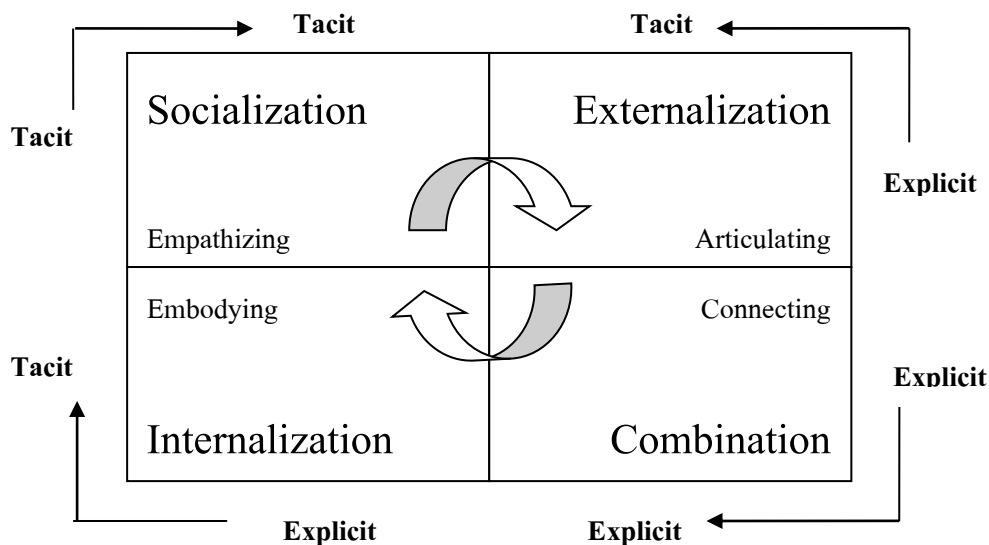 Tacit
Tacit
Socialization
Externalization
Tacit
Explicit
Empathizing
Articulating
Embodying
Connecting
Tacit
Explicit
Internalization
Combination
Explicit
Explicit